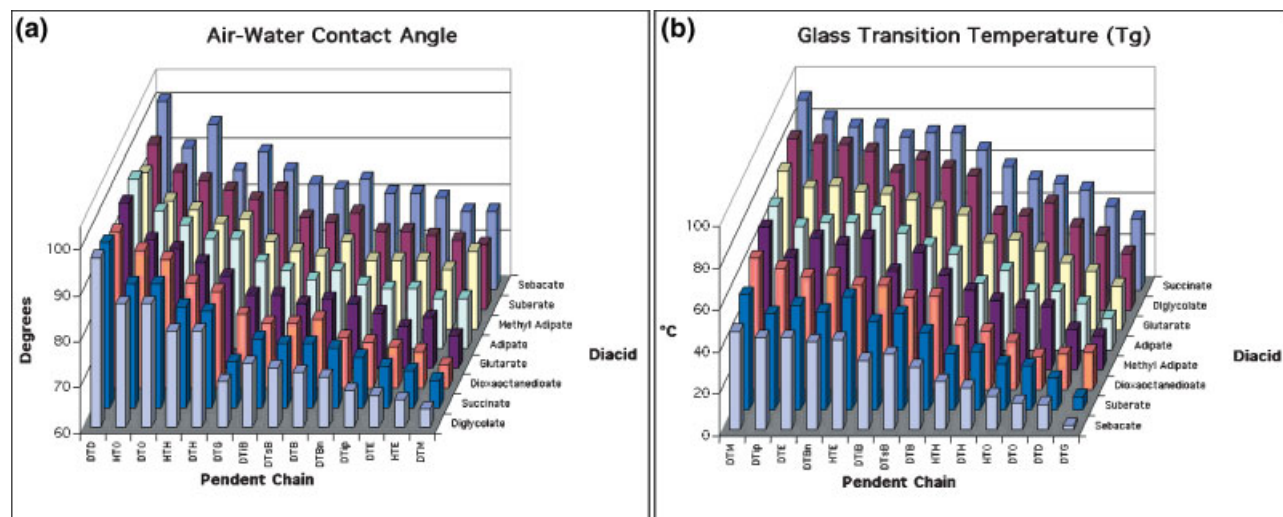 (a)
Air-Water Contact Angle
100
90
80
70
60
Degrees
Sebacate
Suberate
Methyl Adipate
Adipate
Glutarate
Dioxaoctanedioate
Succinate
Diglycolate
Diacid
DTD HTO DTO HTH DTH DTG DTiB DTsB DTB DTBn DTip DTE HTE DTM
Pendent Chain
(b)
Glass Transition Temperature (Tg)
100
80
60
40
20
0
°C
Succinate
Diglycolate
Glutarate
Adipate
Methyl Adipate
Dioxaoctanedioate
Suberate
Sebacate
Diacid
DTM DTip DTE DTBn HTE DTiB DTsB DTB HTH DTH HTO DTO DTD DTG
Pendent Chain